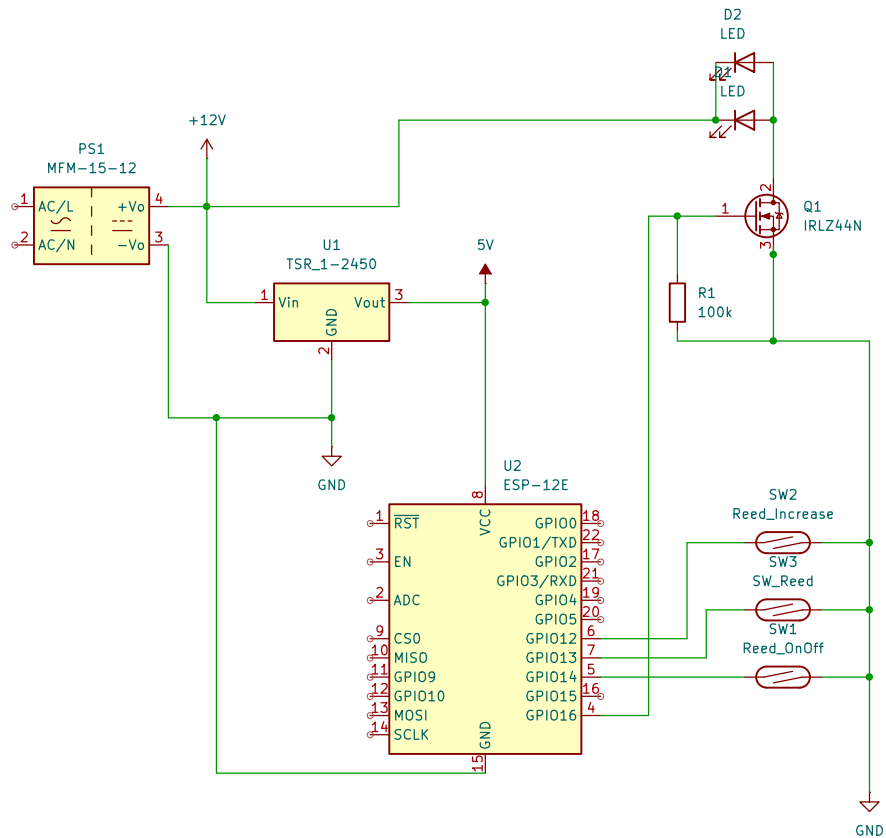 D2
LED
D1
LED
+12V
PS1
MFM-15-12
1
AC/L
+Vo
4
2
AC/N
-Vo
3
2
1
Q1
IRLZ44N
3
U1
TSR_1-2450
5V
1
Vin
Vout
3
GND
2
R1
100k
GND
U2
ESP-12E
8
VCC
SW2
Reed_Increase
1
RST
GPIO0
18
GPIO1/TXD
22
3
EN
GPIO2
17
SW3
SW_Reed
GPIO3/RXD
21
2
ADC
GPIO4
19
GPIO5
20
SW1
Reed_OnOff
9
CS0
GPIO12
6
10
MISO
GPIO13
7
11
GPIO9
GPIO14
5
12
GPIO10
GPIO15
16
13
MOSI
GPIO16
4
14
SCLK
GND
15
GND